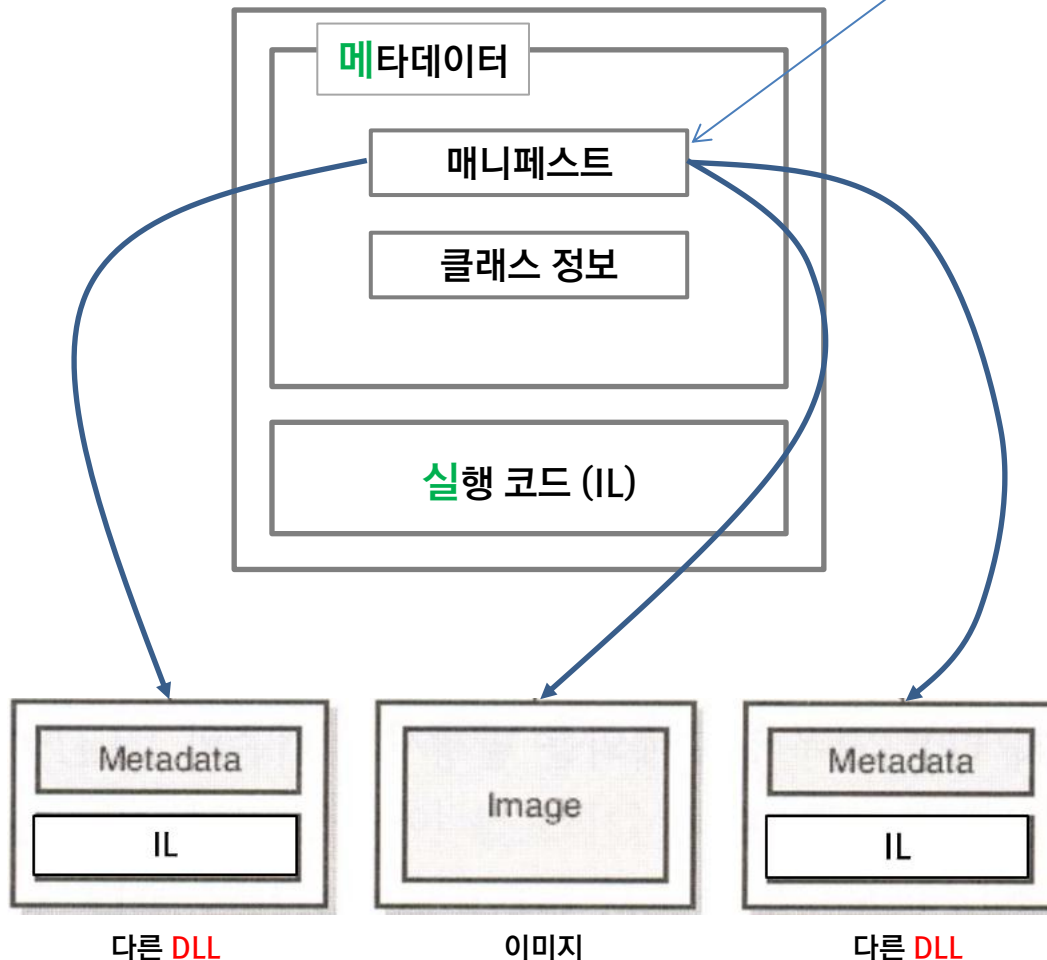 메타데이터
매니페스트
클래스 정보
실행 코드 (IL)
Metadata
IL
Image
Metadata
IL
다른 DLL
이미지
다른 DLL